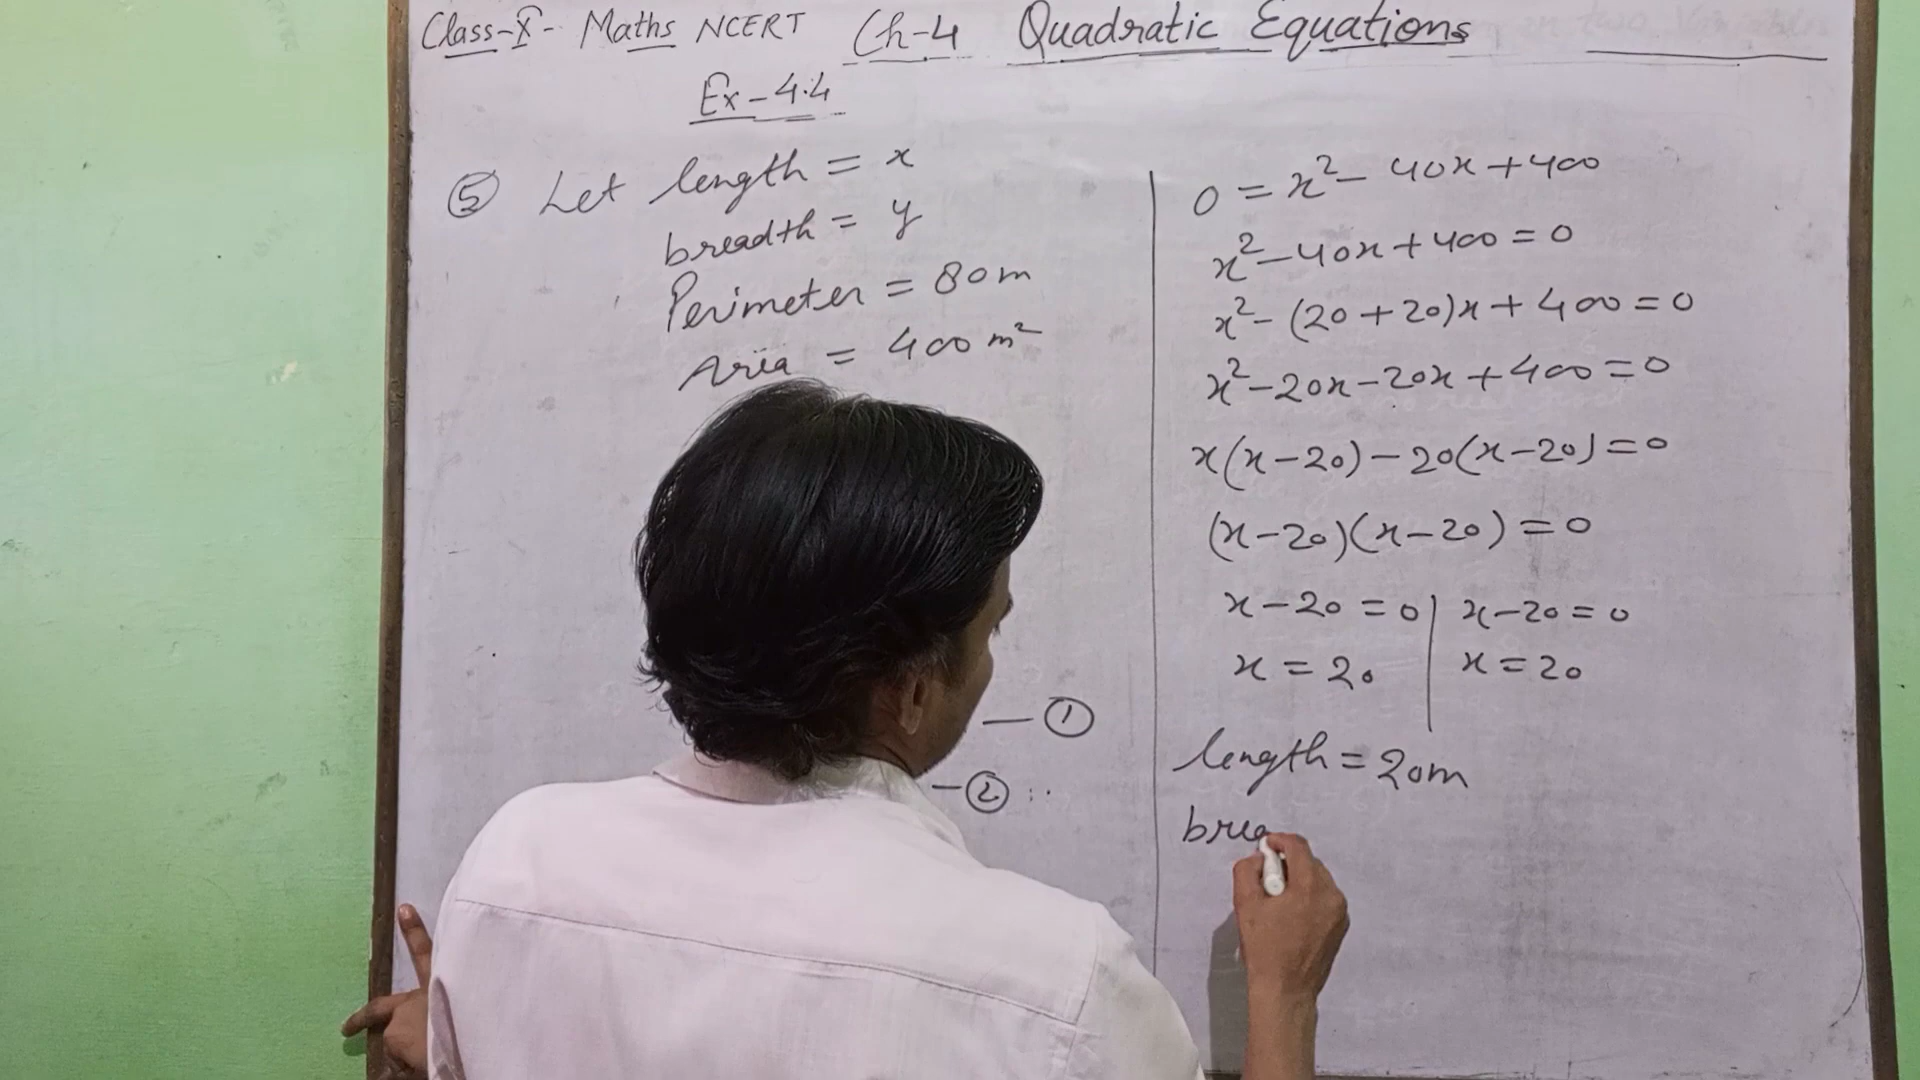 Class-X- Maths NCERT Ch-4 Quadratic Equations
Ex-4.4
⑤ Let length = x
breadth = y
Perimeter = 80m
Aria = 400 m²
— ①
— ②
0 = x² - 40x + 400
x² - 40x + 400 = 0
x² - (20 + 20)x + 400 = 0
x² - 20x - 20x + 400 = 0
x(x - 20) - 20(x - 20) = 0
(x - 20)(x - 20) = 0
x - 20 = 0 | x - 20 = 0
x = 20 | x = 20
length = 20m
brea